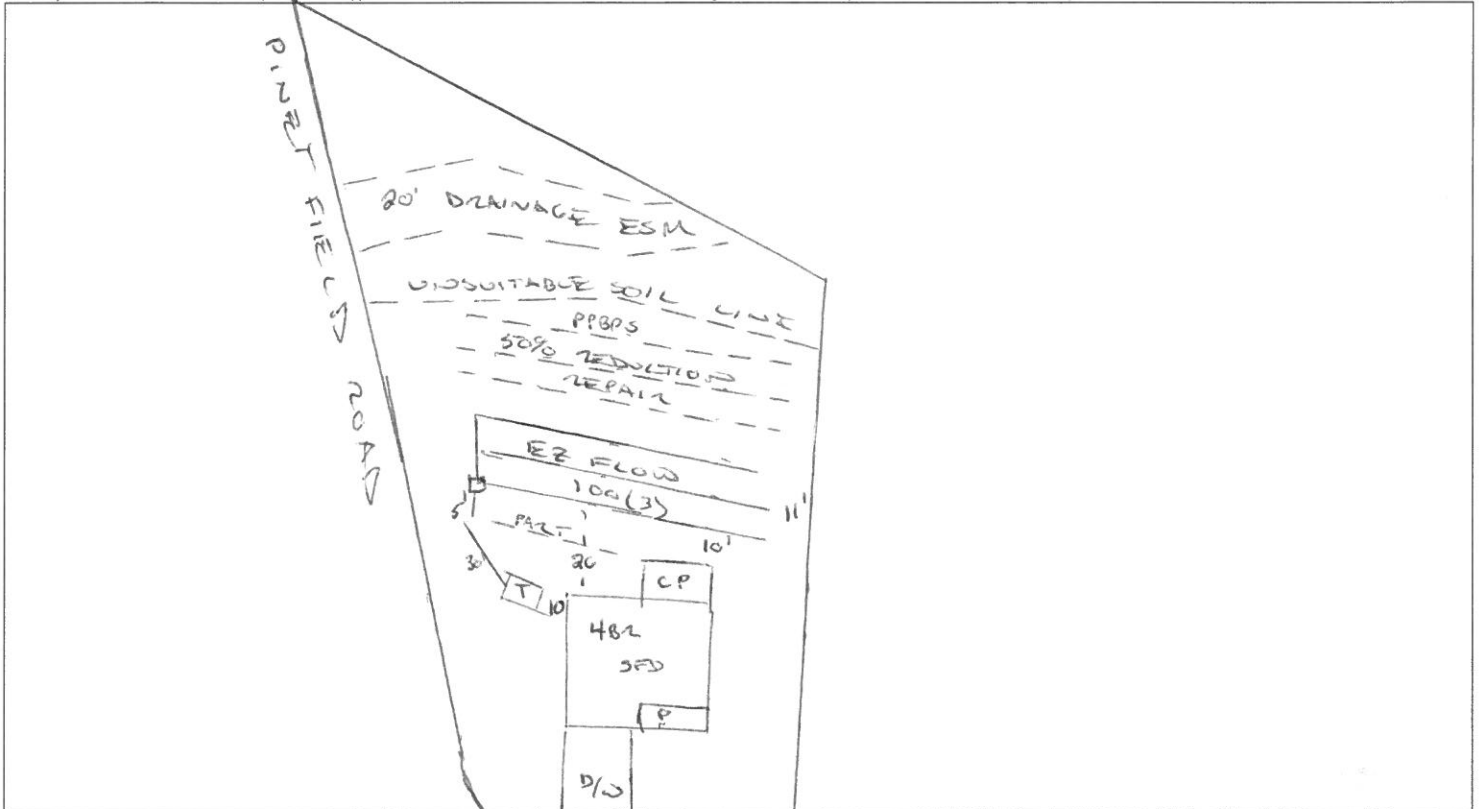 PINEY FIELD ROAD
20' DRAINAGE ESM
UNSUITABLE SOIL LINE
PPBPS
50% REDUCTION
REPAIR
EZ FLOW
100(3)
11'
5'
PART
10'
30'
20
T
10'
CP
4BR
SFD
P
D/W